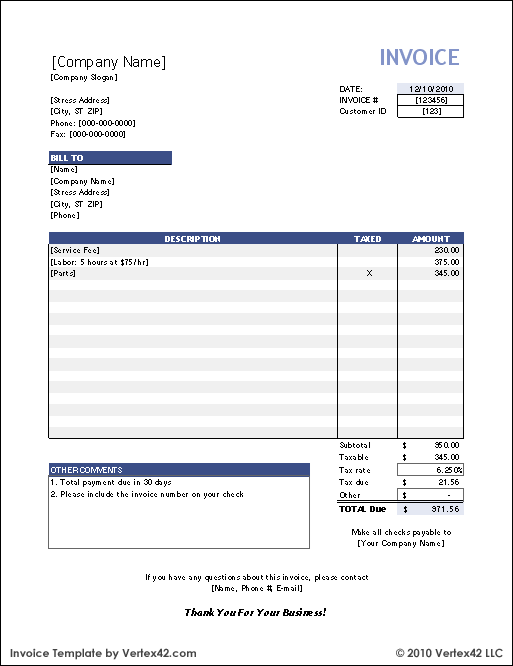 [Company Name]
INVOICE
[Company Slogan]
DATE: 12/10/2010
[Stress Address]
INVOICE # [123456]
[City, ST ZIP]
Customer ID [123]
Phone: [000-000-0000]
Fax: [000-000-0000]
BILL TO
[Name]
[Company Name]
[Stress Address]
[City, ST ZIP]
[Phone]
DESCRIPTION TAXED AMOUNT
[Service Fee] 230.00
[Labor: 5 hours at $75/hr] 375.00
[Parts] X 345.00
Subtotal $ 950.00
Taxable 345.00
Tax rate 6.250%
Tax due $ 21.56
Other $ -
TOTAL Due $ 971.56
OTHER COMMENTS
1. Total payment due in 30 days
2. Please include the invoice number on your check
Make all checks payable to
[Your Company Name]
If you have any questions about this invoice, please contact
[Name, Phone #, E-mail]
Thank You For Your Business!
Invoice Template by Vertex42.com © 2010 Vertex42 LLC